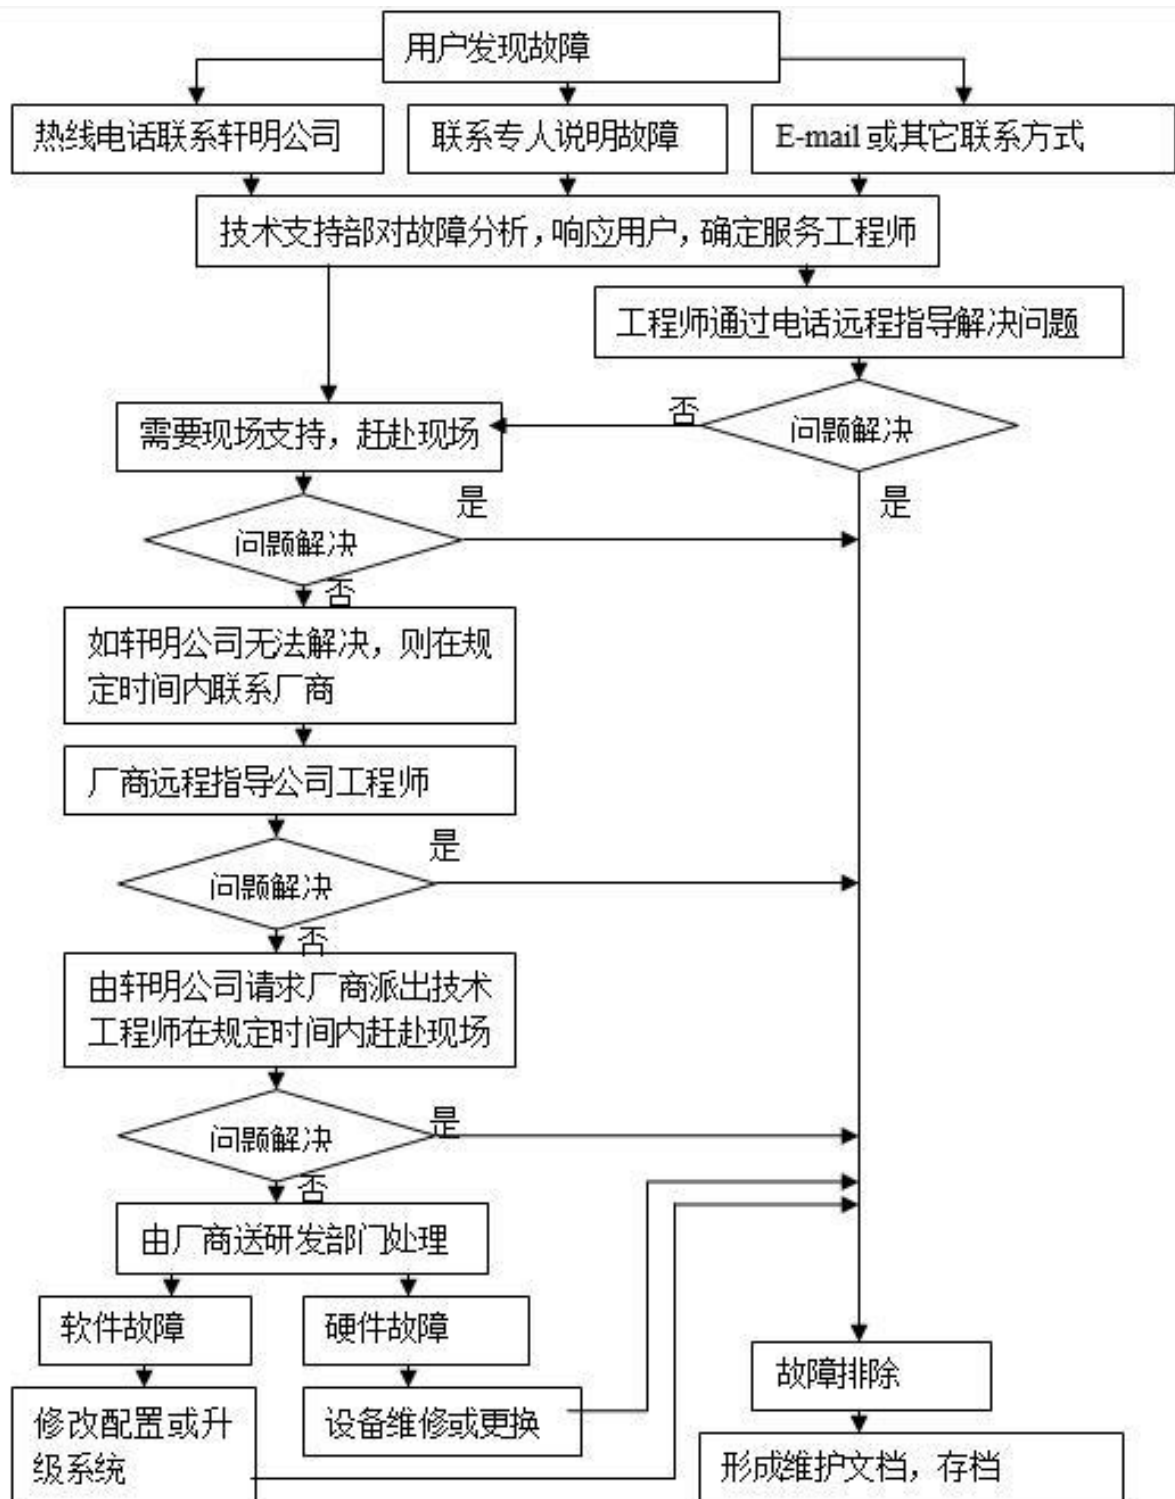 用户发现故障
热线电话联系轩明公司
联系专人说明故障
E-mail 或其它联系方式
技术支持部对故障分析，响应用户，确定服务工程师
工程师通过电话远程指导解决问题
否
需要现场支持，赶赴现场
问题解决
是
是
问题解决
否
如轩明公司无法解决，则在规
定时间内联系厂商
厂商远程指导公司工程师
是
问题解决
否
由轩明公司请求厂商派出技术
工程师在规定时间内赶赴现场
是
问题解决
否
由厂商送研发部门处理
软件故障
硬件故障
故障排除
修改配置或升
级系统
设备维修或更换
形成维护文档，存档